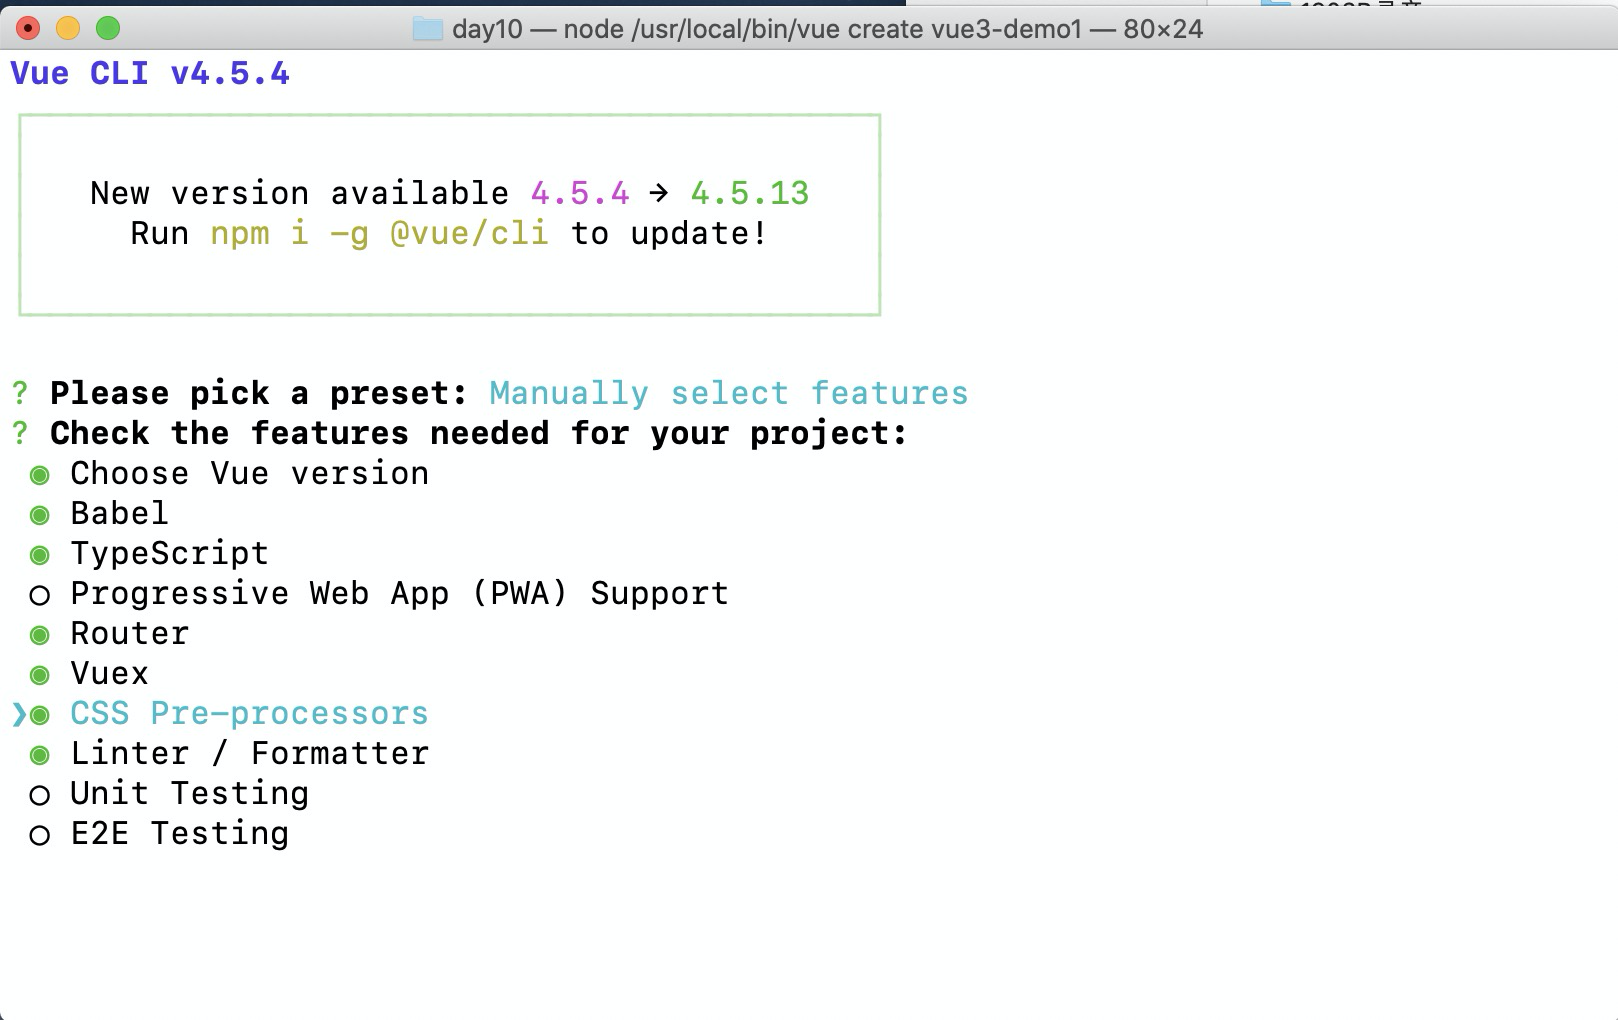 day10 — node /usr/local/bin/vue create vue3-demo1 — 80×24
Vue CLI v4.5.4
New version available 4.5.4 → 4.5.13
Run npm i -g @vue/cli to update!
? Please pick a preset: Manually select features
? Check the features needed for your project:
◉ Choose Vue version
◉ Babel
◉ TypeScript
◯ Progressive Web App (PWA) Support
◉ Router
◉ Vuex
❯◉ CSS Pre-processors
◉ Linter / Formatter
◯ Unit Testing
◯ E2E Testing